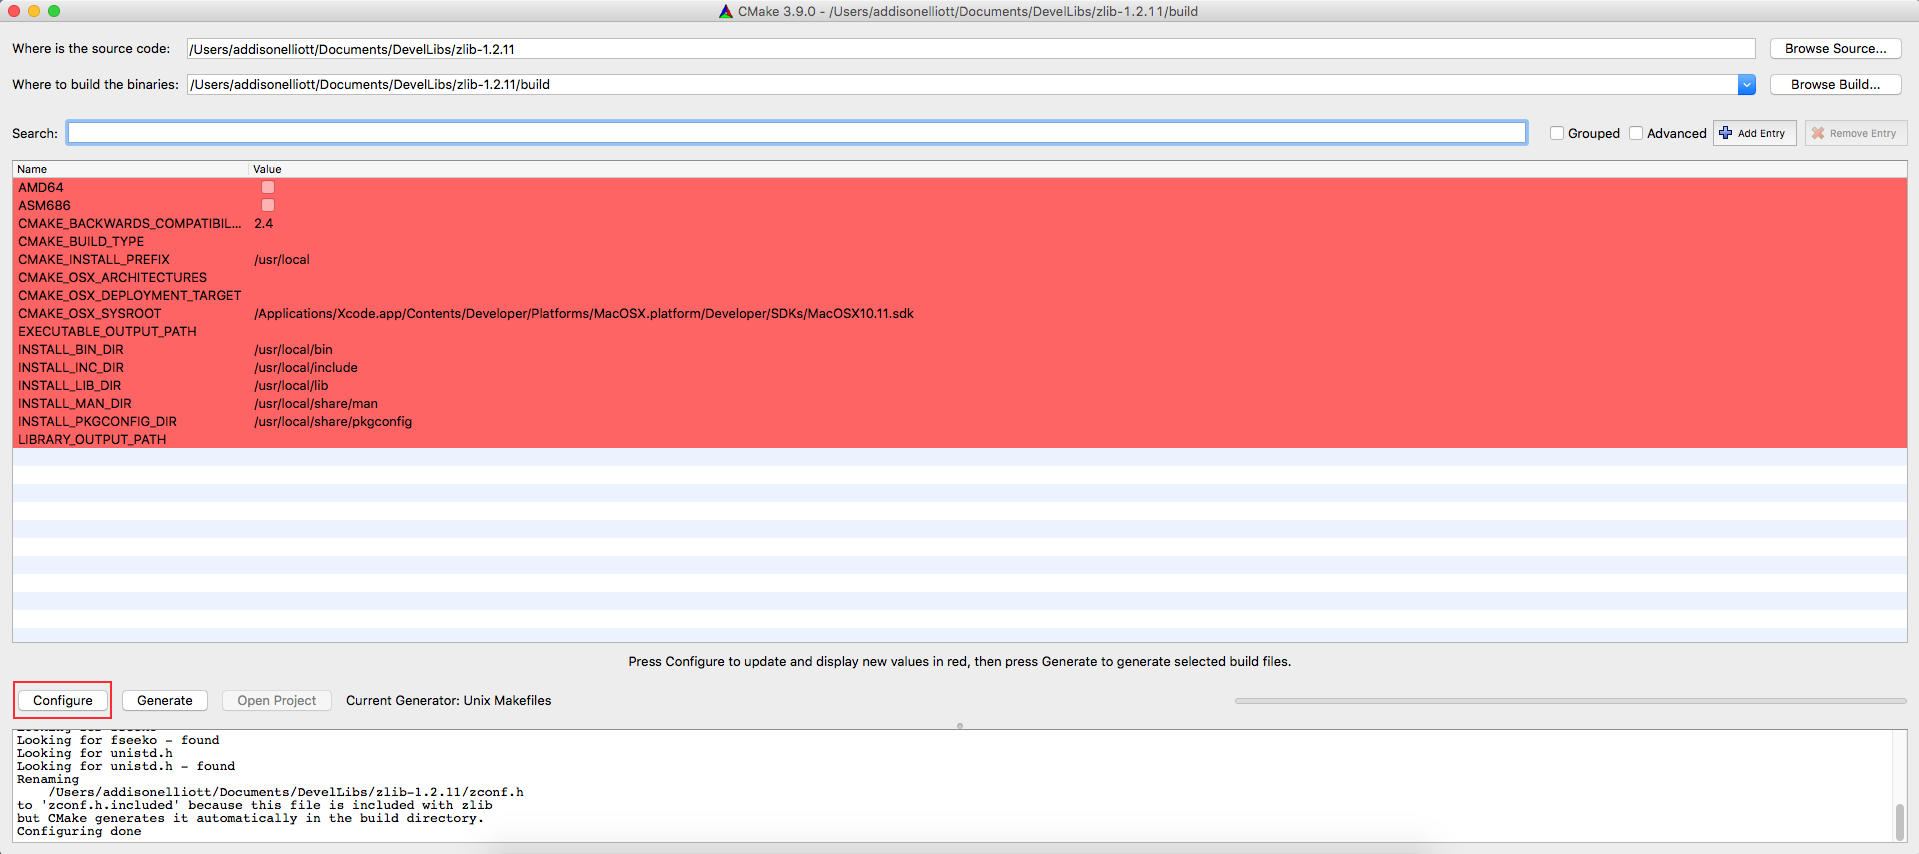 CMake 3.9.0 - /Users/addisonelliott/Documents/DevelLibs/zlib-1.2.11/build
Where is the source code: /Users/addisonelliott/Documents/DevelLibs/zlib-1.2.11 Browse Source...
Where to build the binaries: /Users/addisonelliott/Documents/DevelLibs/zlib-1.2.11/build Browse Build...
Search: Grouped Advanced Add Entry Remove Entry
Name Value
AMD64
ASM686
CMAKE_BACKWARDS_COMPATIBIL... 2.4
CMAKE_BUILD_TYPE
CMAKE_INSTALL_PREFIX /usr/local
CMAKE_OSX_ARCHITECTURES
CMAKE_OSX_DEPLOYMENT_TARGET
CMAKE_OSX_SYSROOT /Applications/Xcode.app/Contents/Developer/Platforms/MacOSX.platform/Developer/SDKs/MacOSX10.11.sdk
EXECUTABLE_OUTPUT_PATH
INSTALL_BIN_DIR /usr/local/bin
INSTALL_INC_DIR /usr/local/include
INSTALL_LIB_DIR /usr/local/lib
INSTALL_MAN_DIR /usr/local/share/man
INSTALL_PKGCONFIG_DIR /usr/local/share/pkgconfig
LIBRARY_OUTPUT_PATH
Press Configure to update and display new values in red, then press Generate to generate selected build files.
Configure Generate Open Project Current Generator: Unix Makefiles
Looking for fseeko - found
Looking for unistd.h
Looking for unistd.h - found
Renaming
/Users/addisonelliott/Documents/DevelLibs/zlib-1.2.11/zconf.h
to 'zconf.h.included' because this file is included with zlib
but CMake generates it automatically in the build directory.
Configuring done